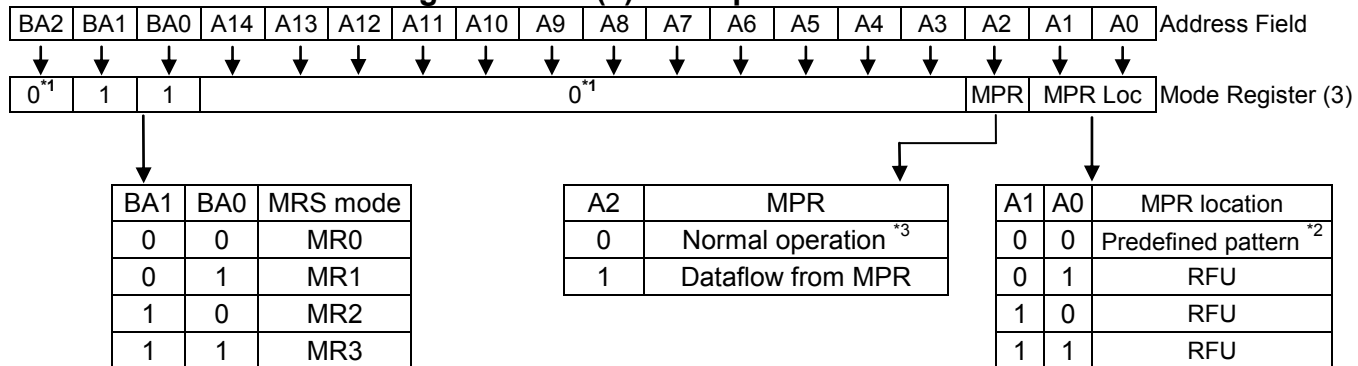 BA2 BA1 BA0 A14 A13 A12 A11 A10 A9 A8 A7 A6 A5 A4 A3 A2 A1 A0 Address Field
0*1 1 1 0*1 MPR MPR Loc Mode Register (3)
BA1 BA0 MRS mode
0 0 MR0
0 1 MR1
1 0 MR2
1 1 MR3
A2 MPR
0 Normal operation *3
1 Dataflow from MPR
A1 A0 MPR location
0 0 Predefined pattern *2
0 1 RFU
1 0 RFU
1 1 RFU